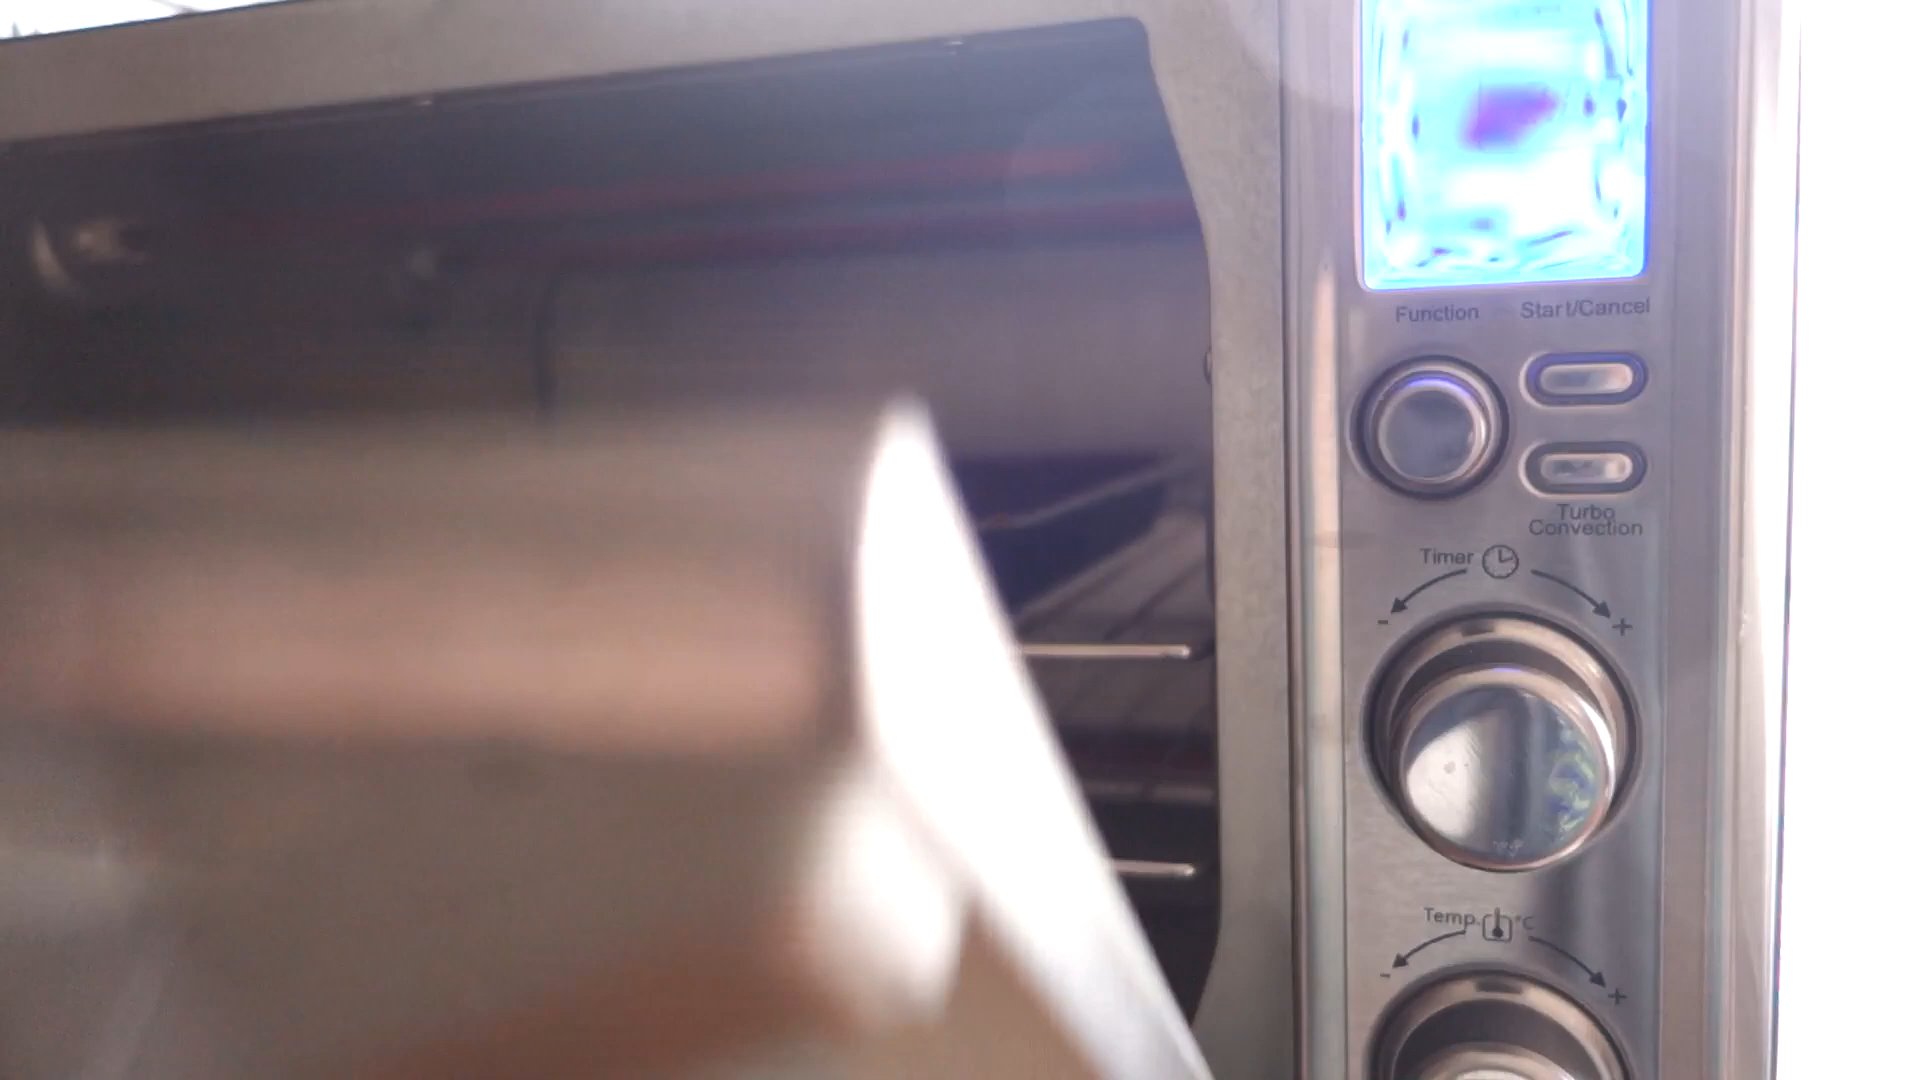 Function Start/Cancel
Turbo
Convection
Timer
- +
Temp. °C
- +